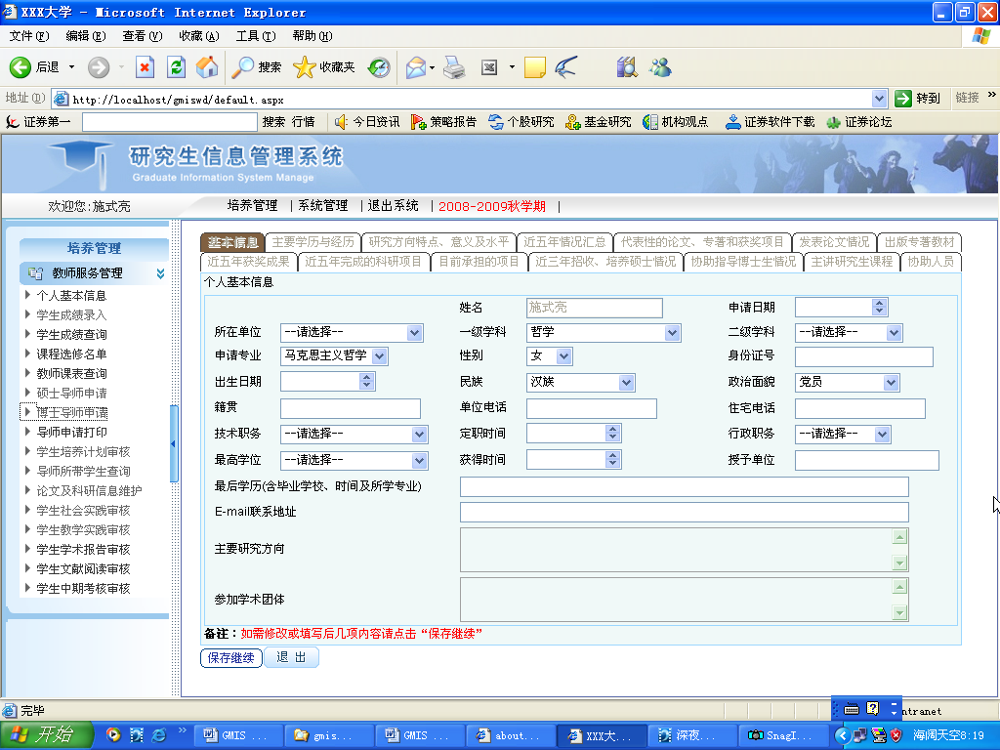 XXX大学 - Microsoft Internet Explorer
文件(F) 编辑(E) 查看(V) 收藏(A) 工具(T) 帮助(H)
后退 搜索 收藏夹
地址(D) http://localhost/gmiswd/default.aspx 转到 链接 »
证券第一 搜索 行情 今日资讯 策略报告 个股研究 基金研究 机构观点 证券软件下载 证券论坛
研究生信息管理系统
Graduate Information System Manage
欢迎您:施式亮 培养管理 | 系统管理 | 退出系统 | 2008-2009秋学期 |
培养管理
教师服务管理
个人基本信息
学生成绩录入
学生成绩查询
课程选修名单
教师课表查询
硕士导师申请
博士导师申请
导师申请打印
学生培养计划审核
导师所带学生查询
论文及科研信息维护
学生社会实践审核
学生教学实践审核
学生学术报告审核
学生文献阅读审核
学生中期考核审核
基本信息 主要学历与经历 研究方向特点、意义及水平 近五年情况汇总 代表性的论文、专著和获奖项目 发表论文情况 出版专著教材
近五年获奖成果 近五年完成的科研项目 目前承担的项目 近三年招收、培养硕士情况 协助指导博士生情况 主讲研究生课程 协助人员
个人基本信息
姓名 施式亮 申请日期
所在单位 --请选择-- 一级学科 哲学 二级学科 --请选择--
申请专业 马克思主义哲学 性别 女 身份证号
出生日期 民族 汉族 政治面貌 党员
籍贯 单位电话 住宅电话
技术职务 --请选择-- 定职时间 行政职务 --请选择--
最高学位 --请选择-- 获得时间 授予单位
最后学历(含毕业学校、时间及所学专业)
E-mail联系地址
主要研究方向
参加学术团体
备注：如需修改或填写后几项内容请点击“保存继续”
保存继续 退 出
完毕 ntranet
开始 » GMIS ... gmis... GMIS ... about... XXX大... 深夜... SnagI... 海阔天空8:19